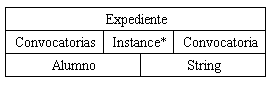 Expediente
Convocatorias Instance* Convocatoria
Alumno String